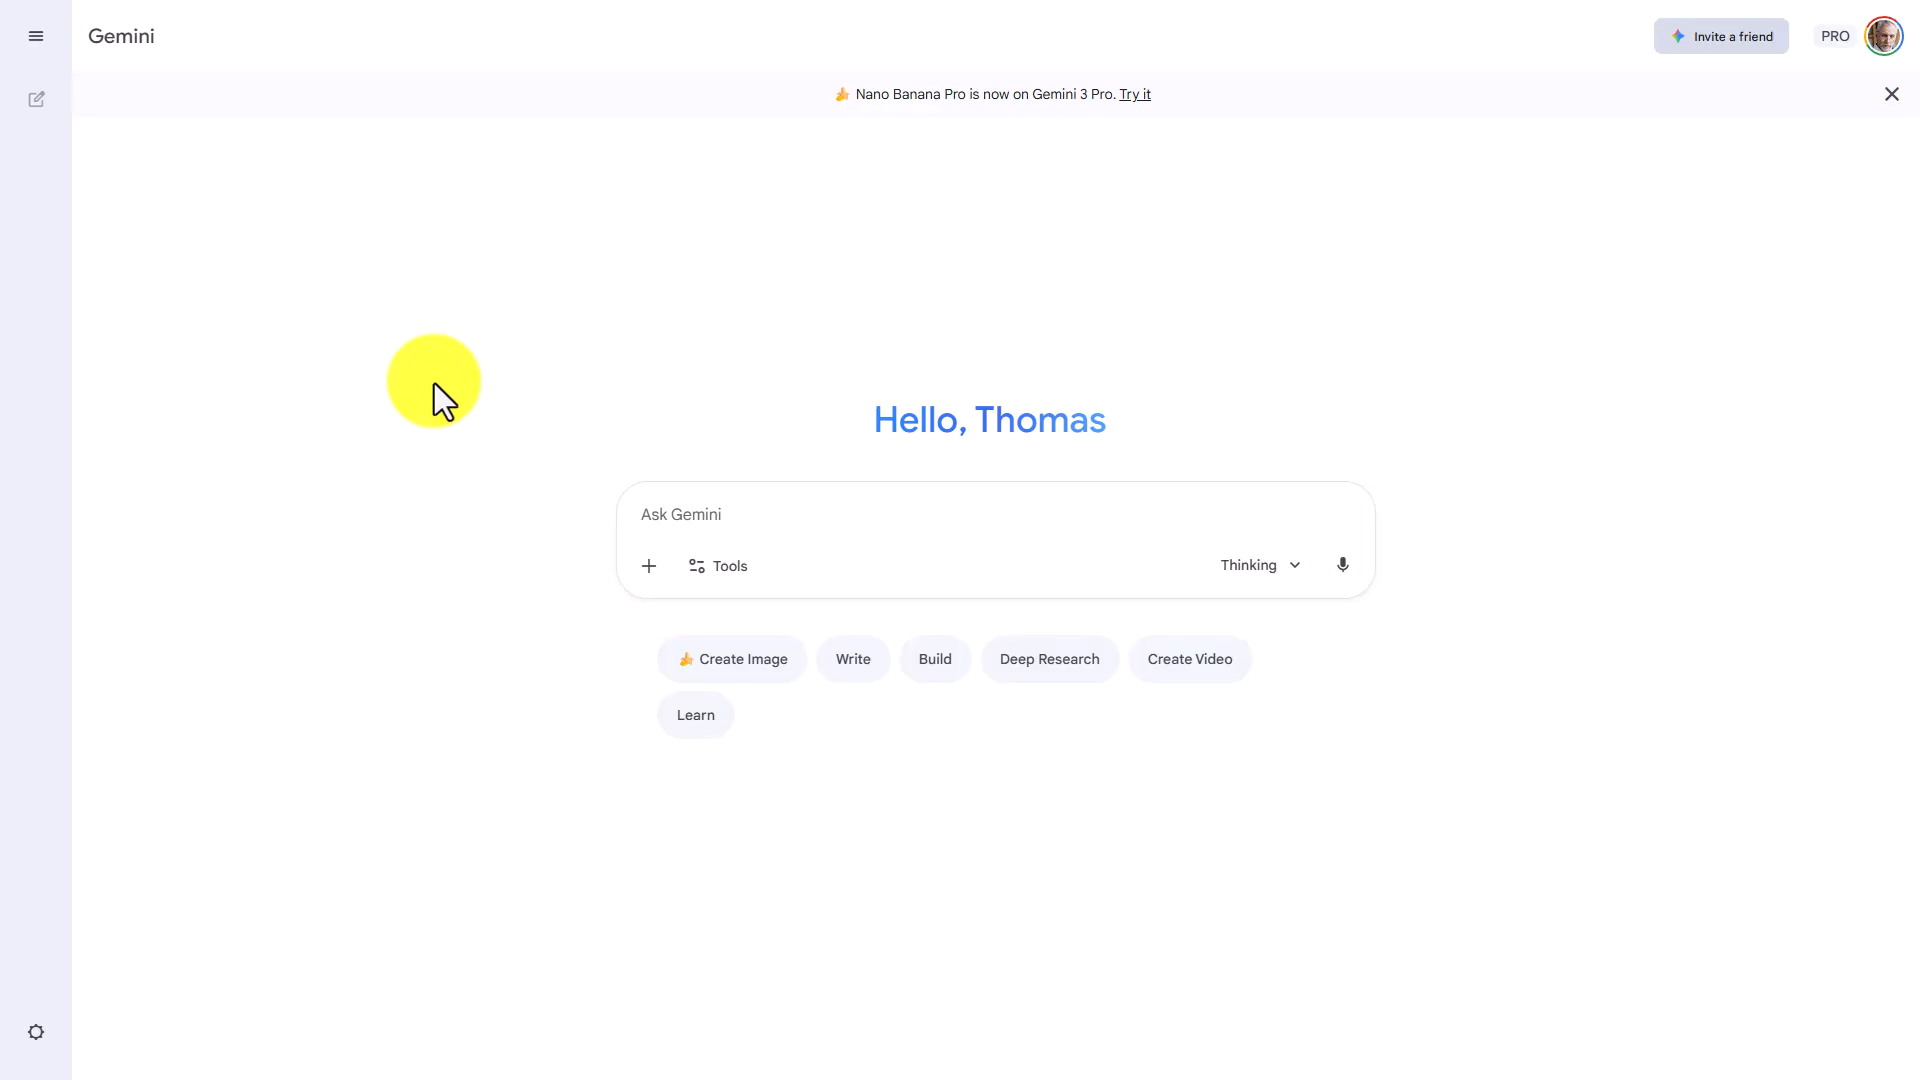 Gemini
Invite a friend
PRO
Nano Banana Pro is now on Gemini 3 Pro. Try it
Hello, Thomas
Ask Gemini
Tools
Thinking
Create Image
Write
Build
Deep Research
Create Video
Learn